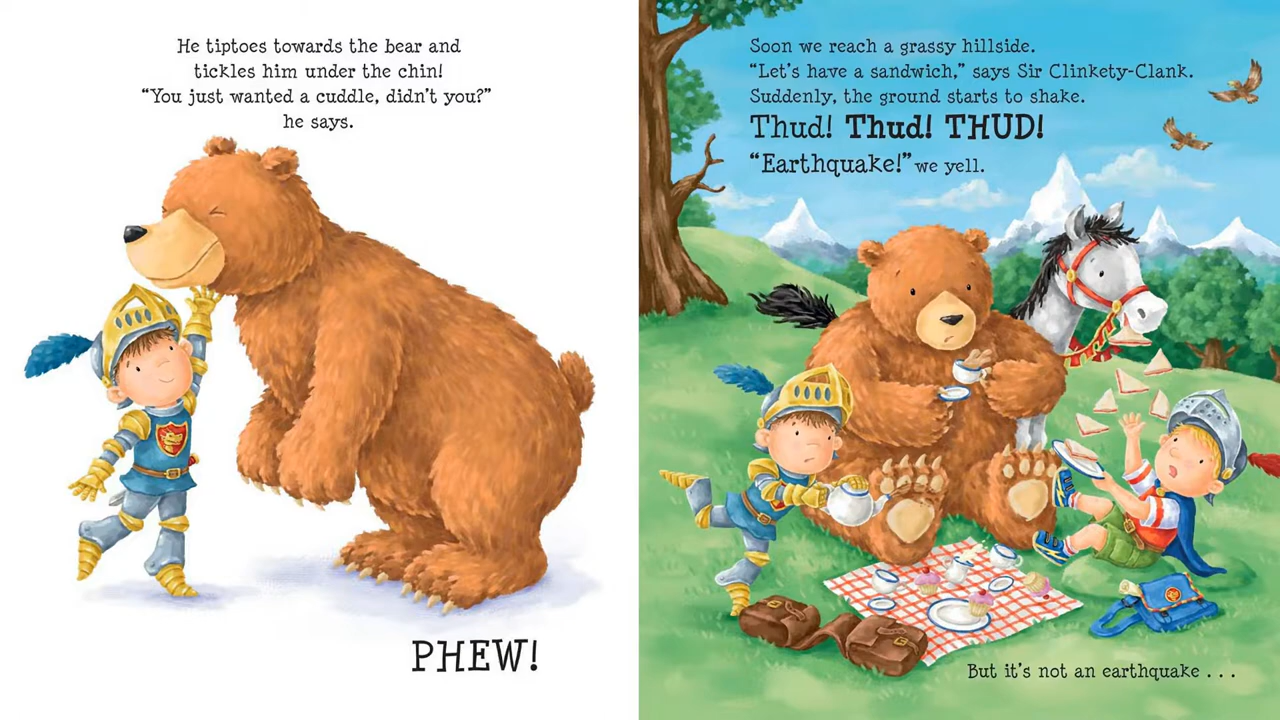 He tiptoes towards the bear and
tickles him under the chin!
“You just wanted a cuddle, didn’t you?”
he says.
PHEW!
Soon we reach a grassy hillside.
“Let’s have a sandwich,” says Sir Clinkety-Clank.
Suddenly, the ground starts to shake.
Thud! Thud! THUD!
“Earthquake!” we yell.
But it’s not an earthquake . . .